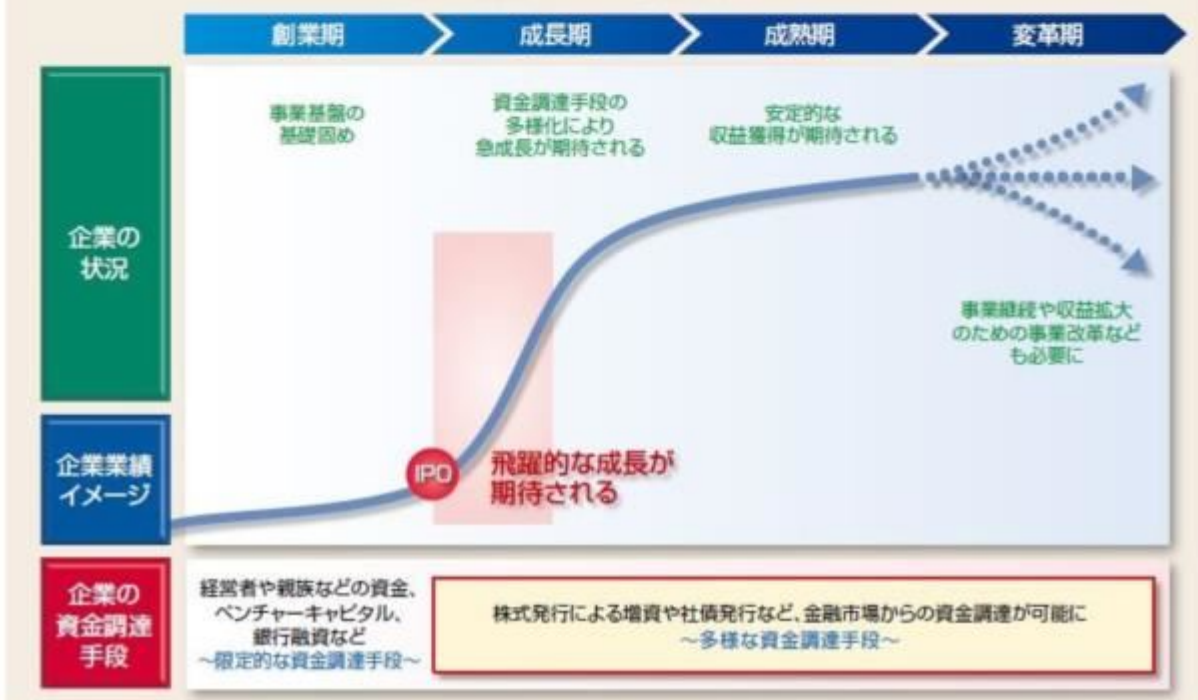 創業期
成長期
成熟期
変革期
企業の
状況
事業基盤の
基礎固め
資金調達手段の
多様化により
急成長が期待される
安定的な
収益獲得が期待される
事業継続や収益拡大
のための事業改革など
も必要に
企業業績
イメージ
IPO
飛躍的な成長が
期待される
企業の
資金調達
手段
経営者や親族などの資金、
ベンチャーキャピタル、
銀行融資など
～限定的な資金調達手段～
株式発行による増資や社債発行など、金融市場からの資金調達が可能に
～多様な資金調達手段～